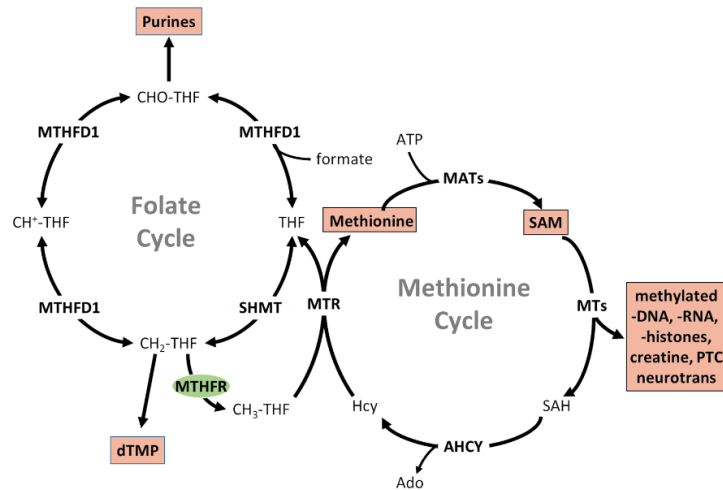 Purines
CHO-THF
MTHFD1
MTHFD1
formate
ATP
MATs
Folate
Cycle
CH⁺-THF
THF
Methionine
SAM
MTHFD1
SHMT
MTR
Methionine
Cycle
MTs
methylated
-DNA, -RNA,
-histones,
creatine, PTC
neurotrans
CH₂-THF
MTHFR
CH₃-THF
Hcy
SAH
dTMP
AHCY
Ado